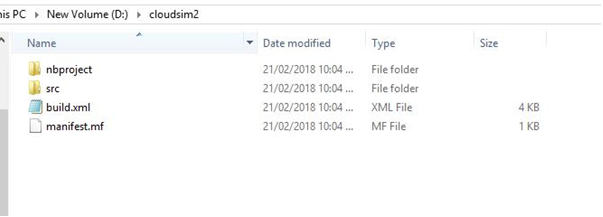 his PC > New Volume (D:) > cloudsim2
Name Date modified Type Size
nbproject 21/02/2018 10:04 ... File folder
src 21/02/2018 10:04 ... File folder
build.xml 21/02/2018 10:04 ... XML File 4 KB
manifest.mf 21/02/2018 10:04 ... MF File 1 KB